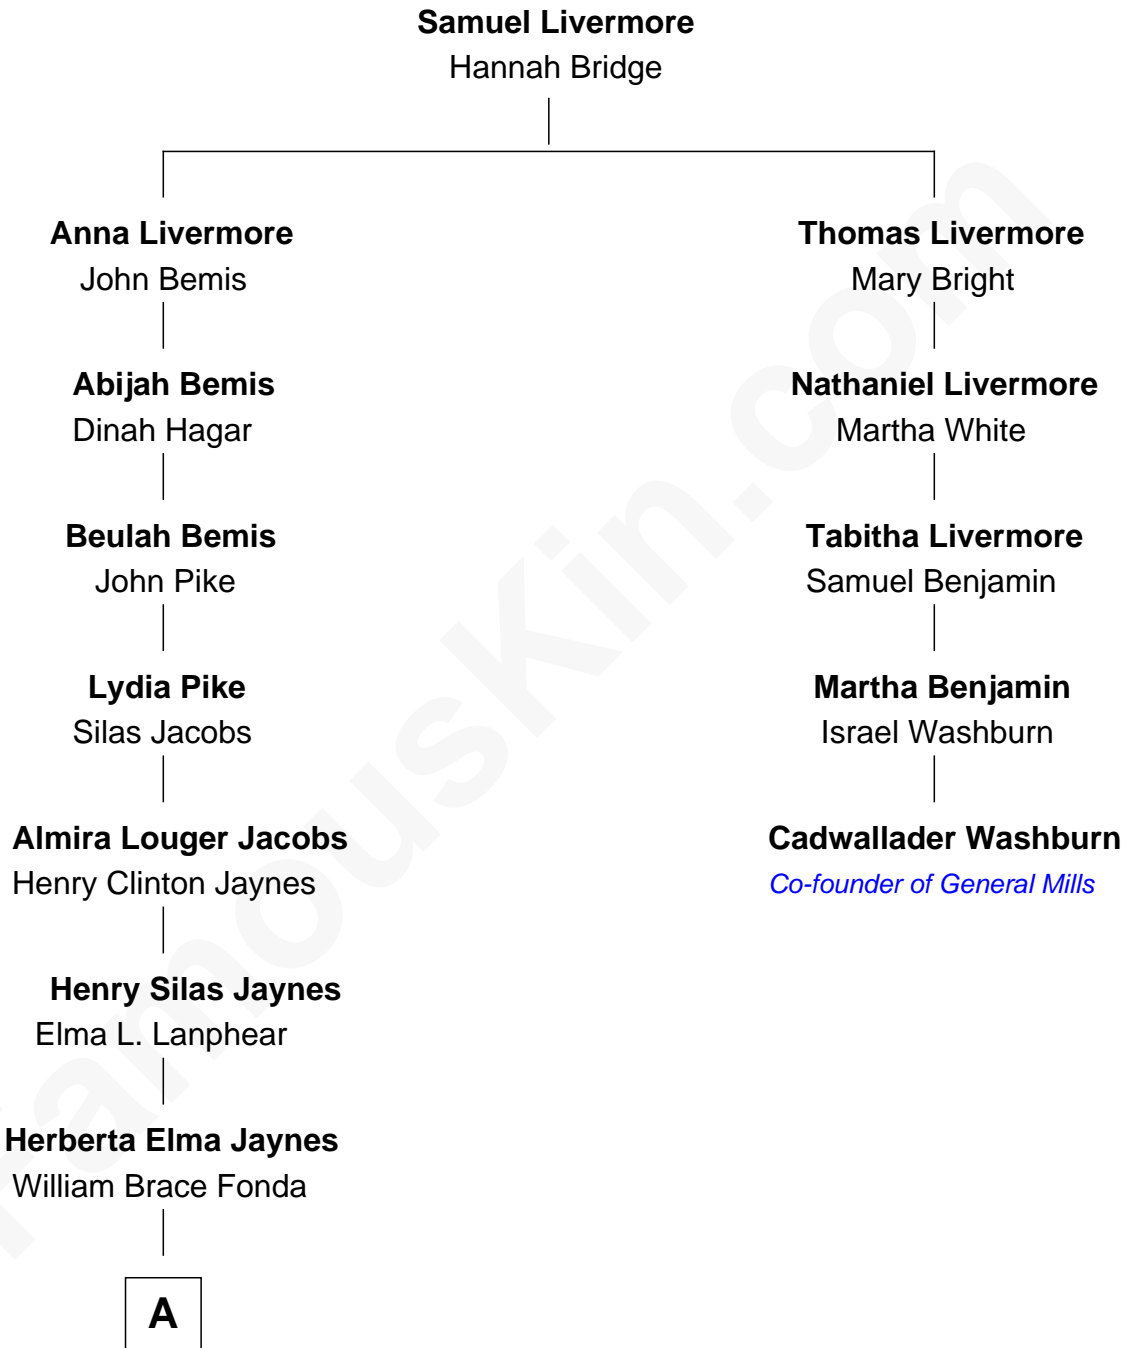 Samuel Livermore
Hannah Bridge
Anna Livermore
John Bemis
Thomas Livermore
Mary Bright
Abijah Bemis
Dinah Hagar
Nathaniel Livermore
Martha White
Beulah Bemis
John Pike
Tabitha Livermore
Samuel Benjamin
Lydia Pike
Silas Jacobs
Martha Benjamin
Israel Washburn
Almira Louger Jacobs
Henry Clinton Jaynes
Cadwallader Washburn
Co-founder of General Mills
Henry Silas Jaynes
Elma L. Lanphear
Herberta Elma Jaynes
William Brace Fonda
A
FamousKin.com